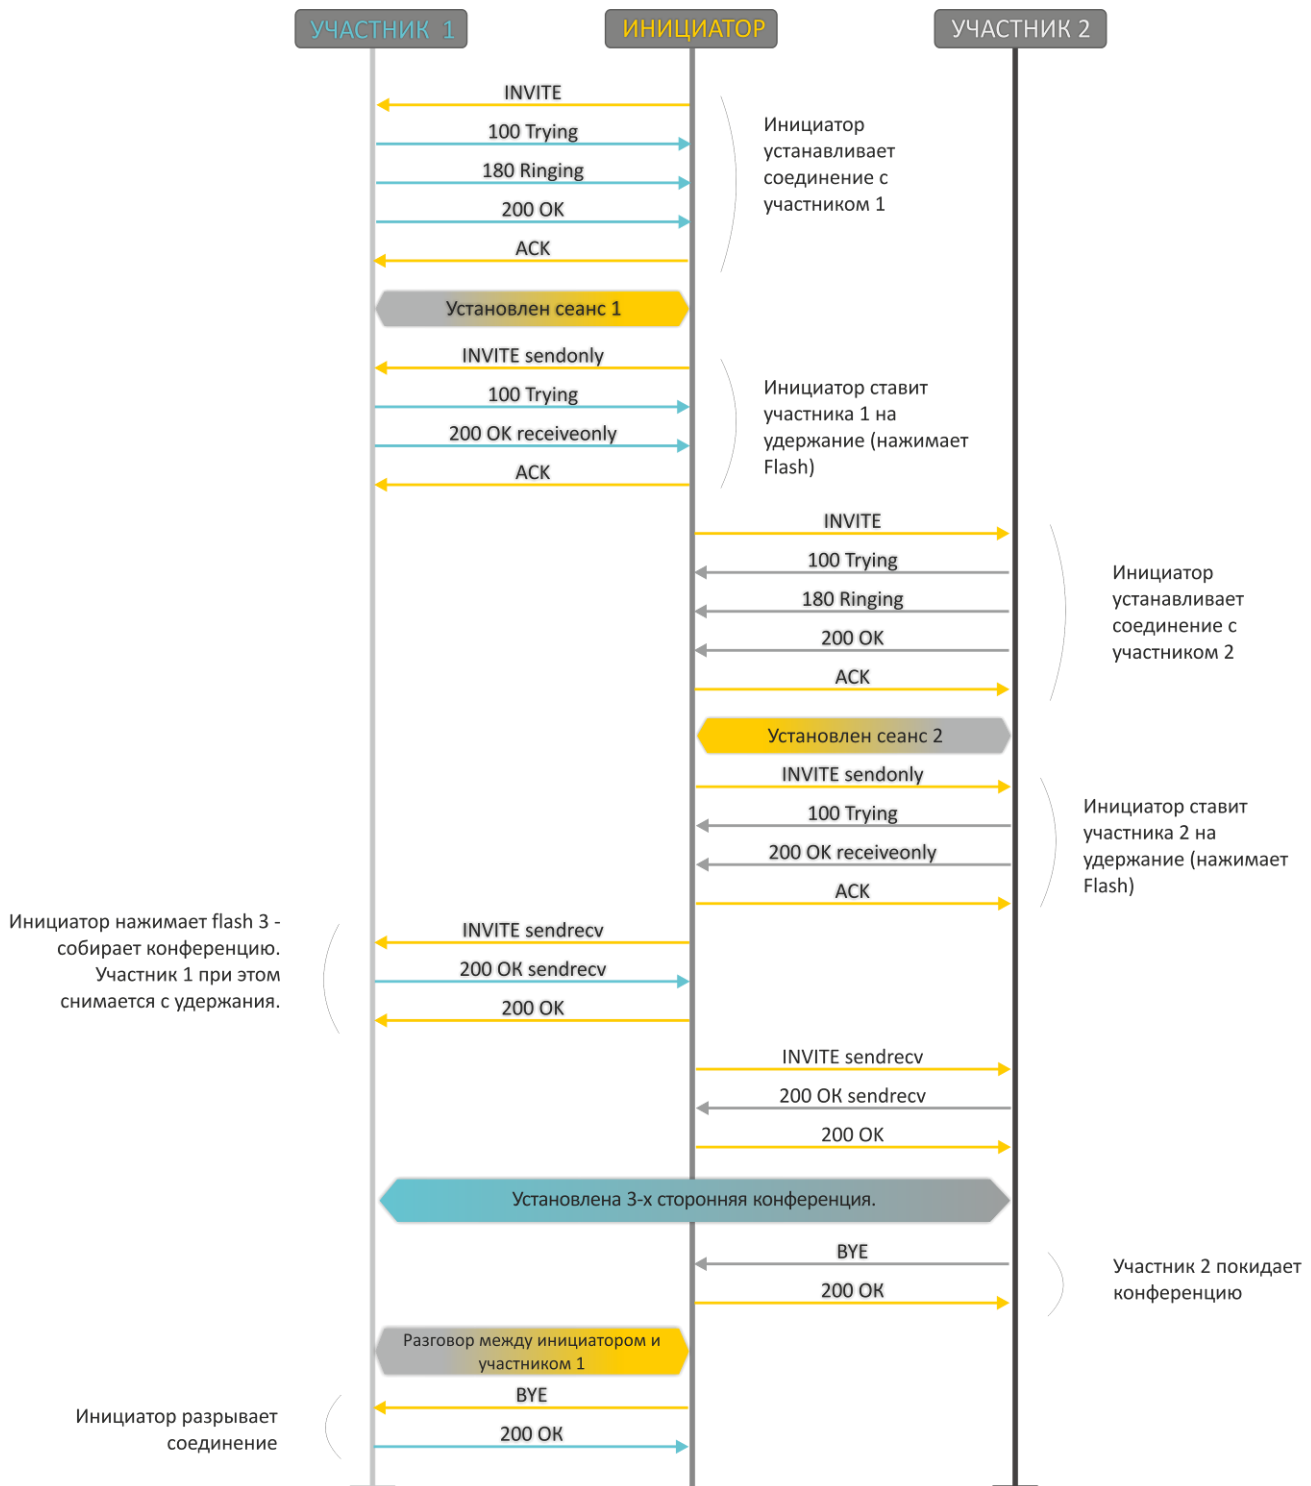 УЧАСТНИК 1
ИНИЦИАТОР
УЧАСТНИК 2
INVITE
100 Trying
180 Ringing
200 OK
ACK
Инициатор
устанавливает
соединение с
участником 1
Установлен сеанс 1
INVITE sendonly
100 Trying
200 OK receiveonly
ACK
Инициатор ставит
участника 1 на
удержание (нажимает
Flash)
INVITE
100 Trying
180 Ringing
200 OK
ACK
Инициатор
устанавливает
соединение с
участником 2
Установлен сеанс 2
INVITE sendonly
100 Trying
200 OK receiveonly
ACK
Инициатор ставит
участника 2 на
удержание (нажимает
Flash)
Инициатор нажимает flash 3 -
собирает конференцию.
Участник 1 при этом
снимается с удержания.
INVITE sendrecv
200 OK sendrecv
200 OK
INVITE sendrecv
200 OK sendrecv
200 OK
Установлена 3-х сторонняя конференция.
BYE
200 OK
Участник 2 покидает
конференцию
Разговор между инициатором и
участником 1
BYE
200 OK
Инициатор разрывает
соединение